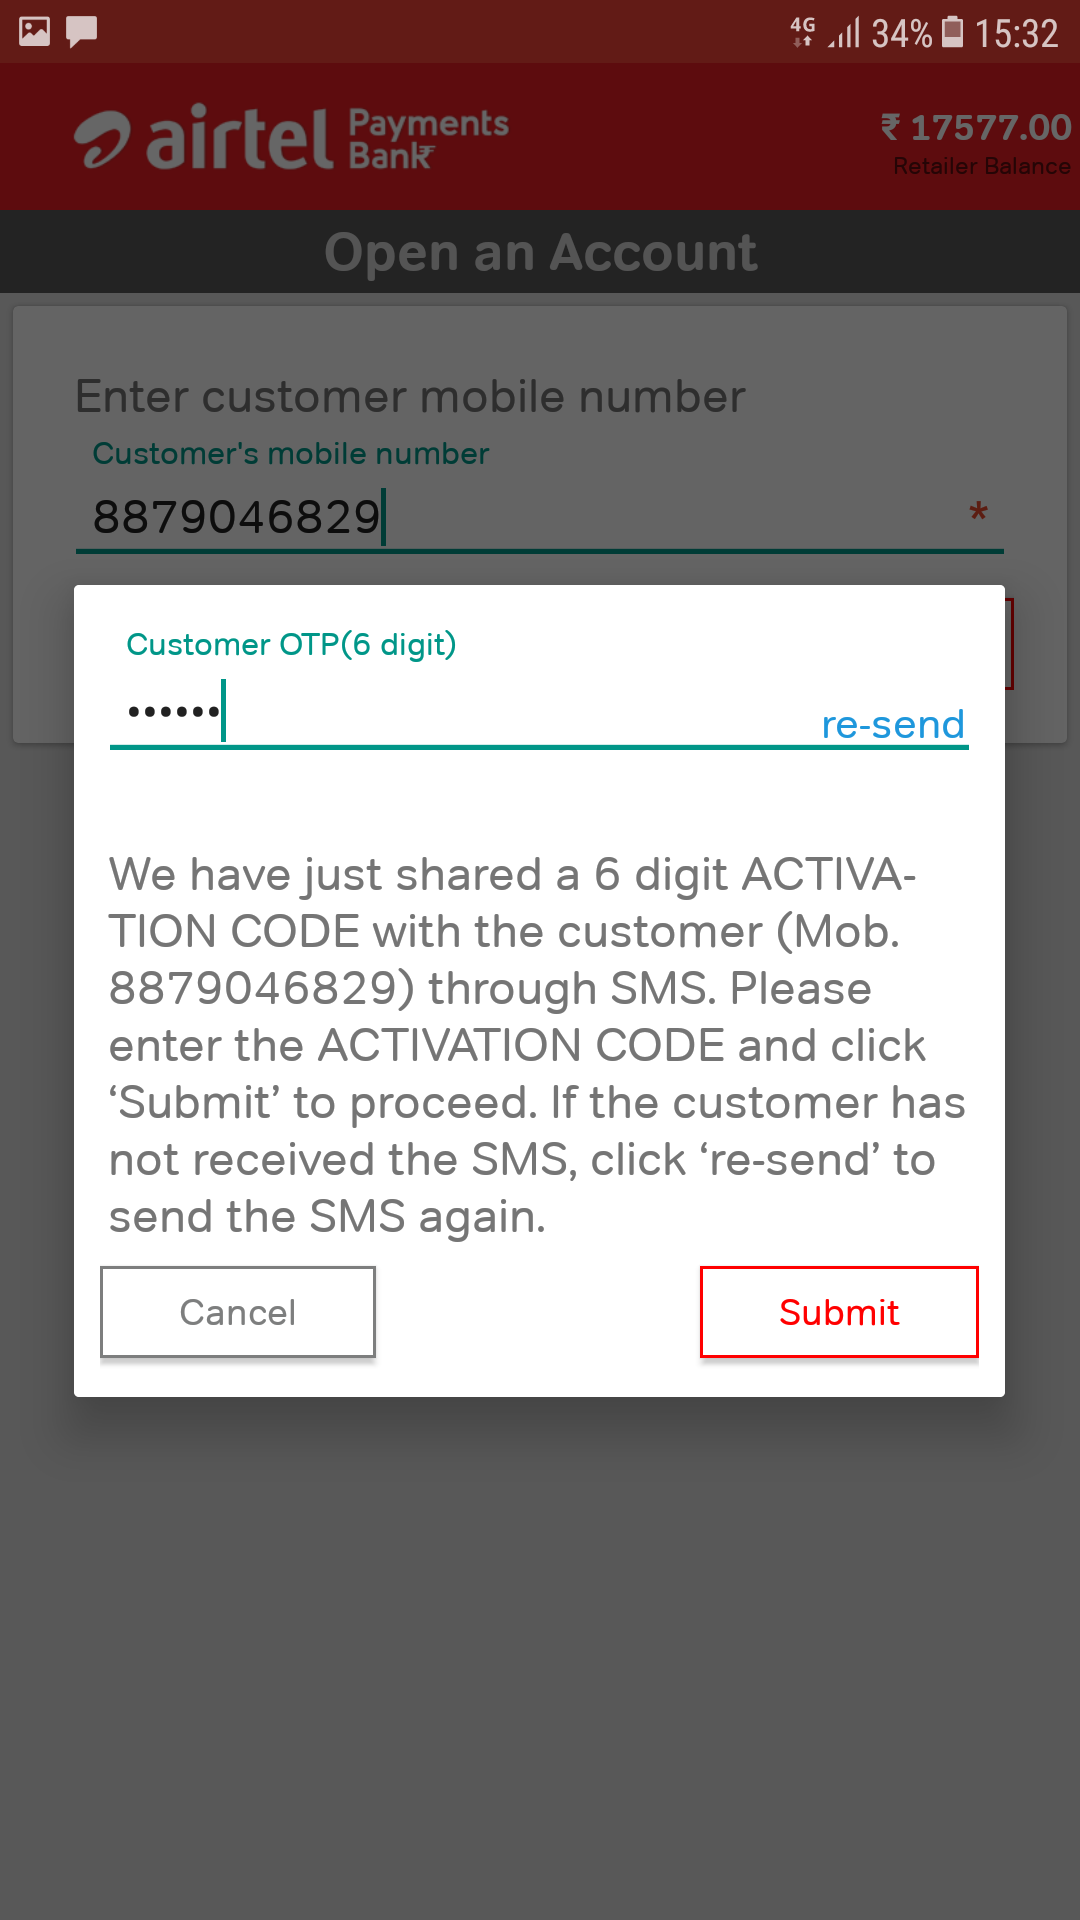 4G 34% 15:32
airtel Payments Bank
₹ 17577.00
Retailer Balance
Open an Account
Enter customer mobile number
Customer's mobile number
8879046829 *
Customer OTP(6 digit)
••••••
re-send
We have just shared a 6 digit ACTIVA-
TION CODE with the customer (Mob.
8879046829) through SMS. Please
enter the ACTIVATION CODE and click
‘Submit’ to proceed. If the customer has
not received the SMS, click ‘re-send’ to
send the SMS again.
Cancel
Submit